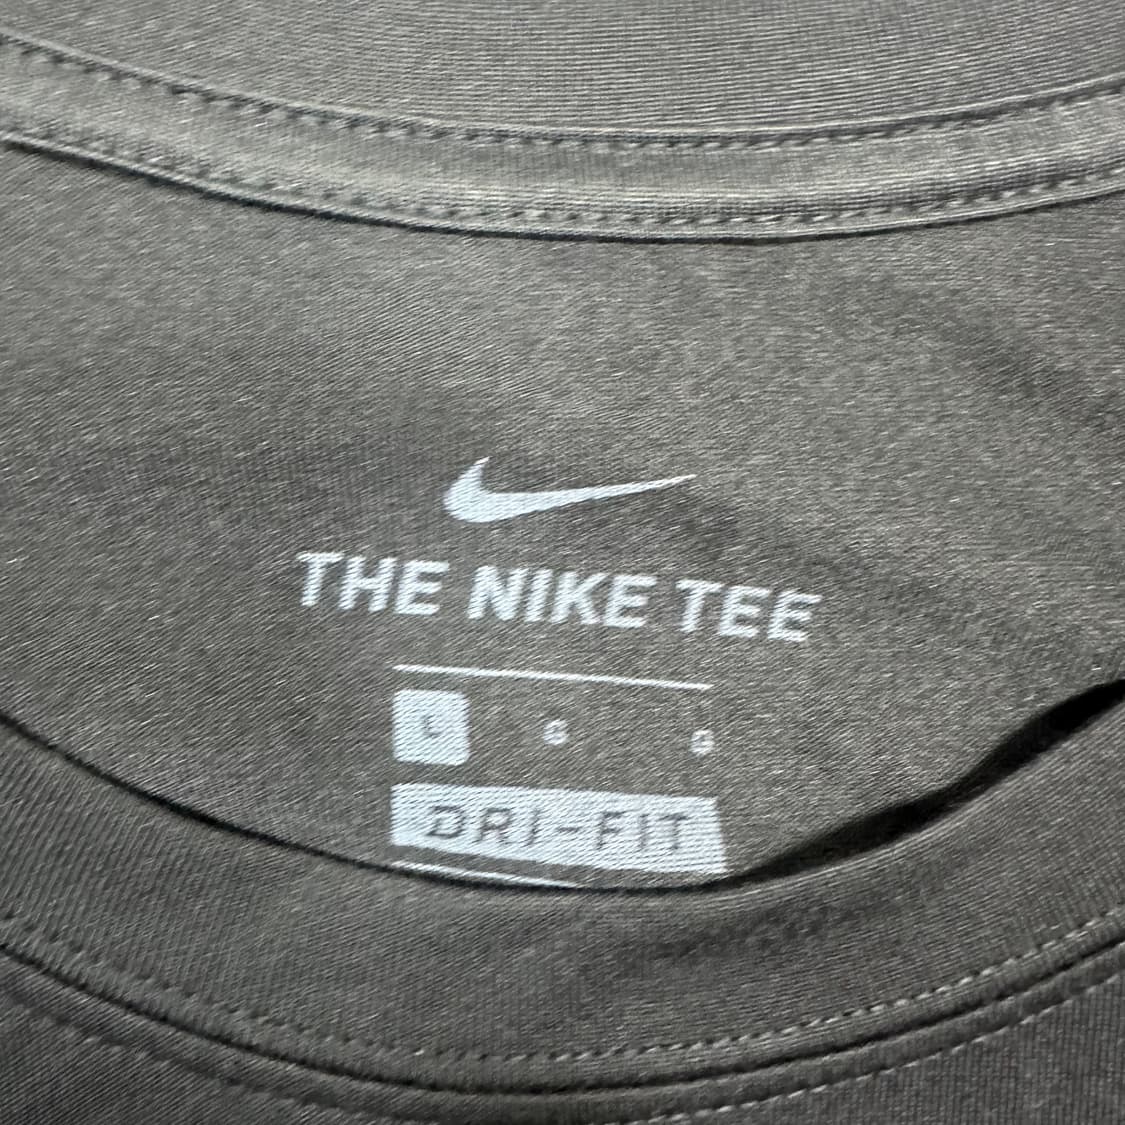 THE NIKE TEE
L G G
DRI-FIT